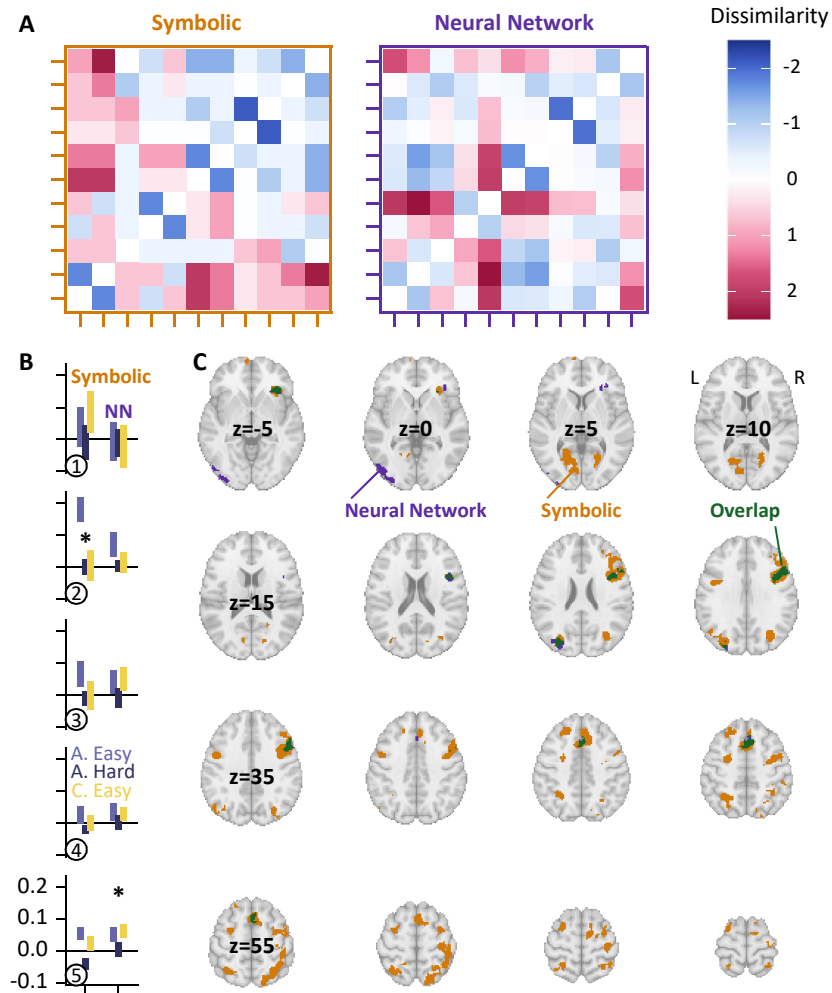 A
Symbolic
Neural Network
Dissimilarity
-2
-1
0
1
2
B
Symbolic
NN
1
*
2
3
A. Easy
A. Hard
C. Easy
4
0.2
0.1
0.0
-0.1
*
5
C
z=-5
z=0
z=5
L
R
z=10
Neural Network
Symbolic
Overlap
z=15
z=35
z=55